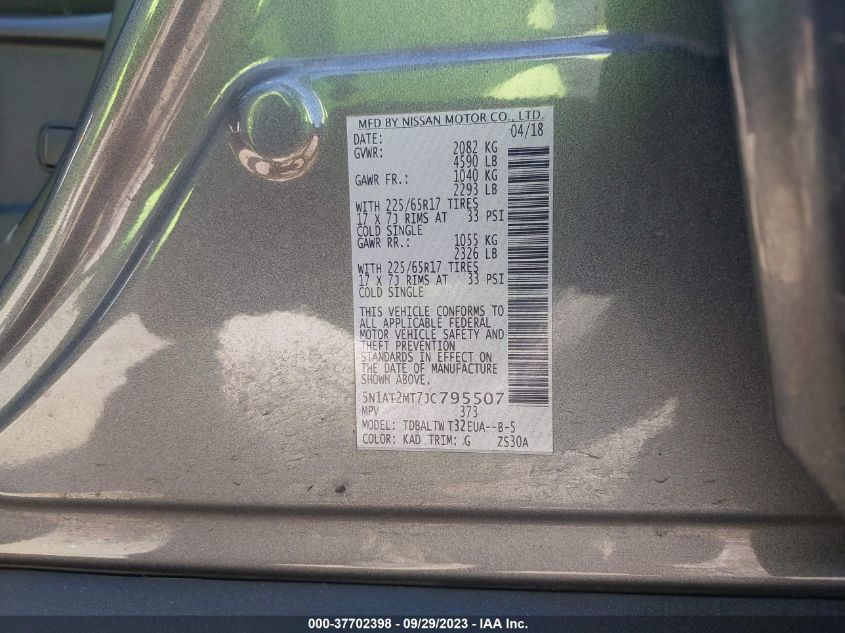 MFD BY NISSAN MOTOR CO., LTD.
DATE: 04/18
GVWR: 2082 KG
4590 LB
GAWR FR.: 1040 KG
2293 LB
WITH 225/65R17 TIRES
17 X 7J RIMS AT 33 PSI
COLD SINGLE
GAWR RR.: 1055 KG
2326 LB
WITH 225/65R17 TIRES
17 X 7J RIMS AT 33 PSI
COLD SINGLE
THIS VEHICLE CONFORMS TO
ALL APPLICABLE FEDERAL
MOTOR VEHICLE SAFETY AND
THEFT PREVENTION
STANDARDS IN EFFECT ON
THE DATE OF MANUFACTURE
SHOWN ABOVE.
5N1AT2MT7JC795507
MPV 373
MODEL: TDBALTW T32EUA--B-5
COLOR: KAD TRIM: G ZS30A
000-37702398 - 09/29/2023 - IAA Inc.